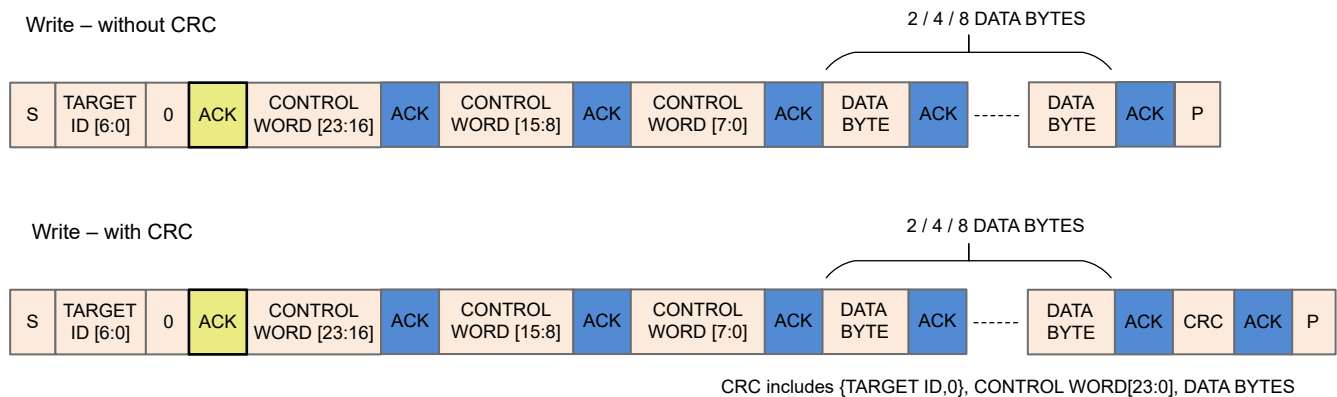 Write – without CRC
2 / 4 / 8 DATA BYTES
S TARGET ID [6:0] 0 ACK CONTROL WORD [23:16] ACK CONTROL WORD [15:8] ACK CONTROL WORD [7:0] ACK DATA BYTE ACK ------ DATA BYTE ACK P
Write – with CRC
2 / 4 / 8 DATA BYTES
S TARGET ID [6:0] 0 ACK CONTROL WORD [23:16] ACK CONTROL WORD [15:8] ACK CONTROL WORD [7:0] ACK DATA BYTE ACK ------ DATA BYTE ACK CRC ACK P
CRC includes {TARGET ID,0}, CONTROL WORD[23:0], DATA BYTES